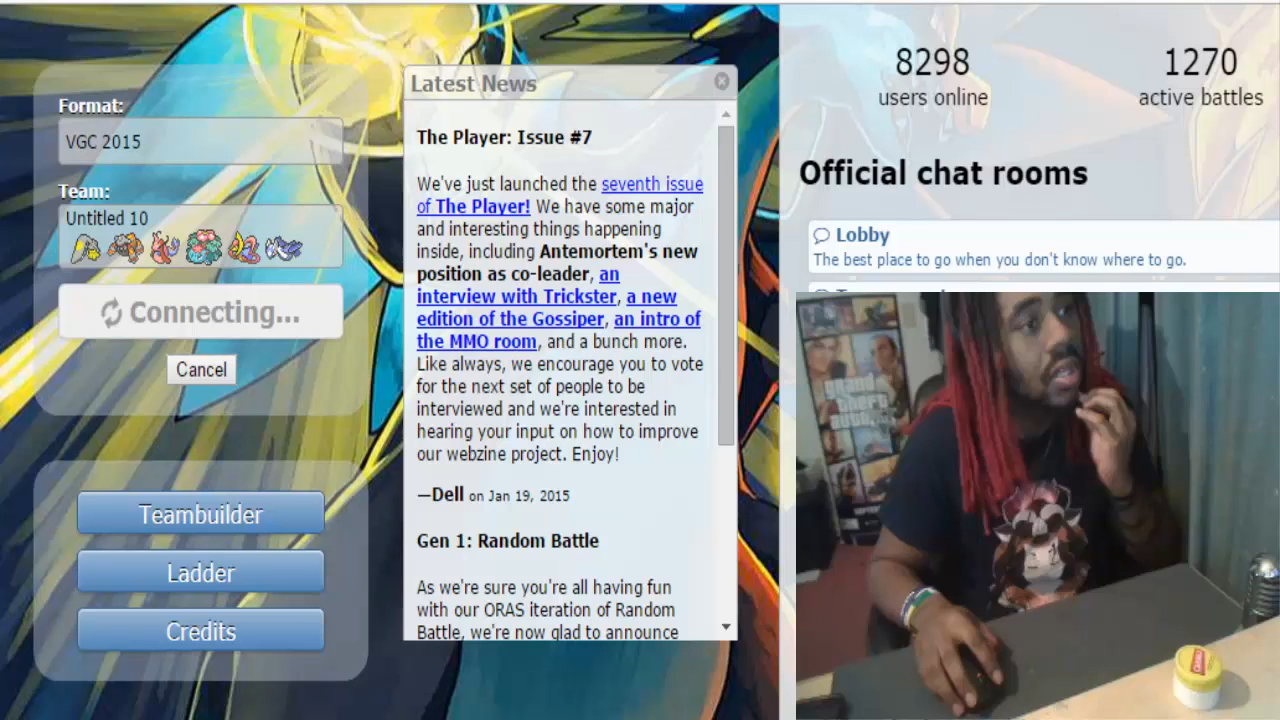 Format:
VGC 2015
Team:
Untitled 10
Connecting...
Cancel
Teambuilder
Ladder
Credits
Latest News
The Player: Issue #7
We've just launched the seventh issue
of The Player! We have some major
and interesting things happening
inside, including Antemortem's new
position as co-leader, an
interview with Trickster, a new
edition of the Gossiper, an intro of
the MMO room, and a bunch more.
Like always, we encourage you to vote
for the next set of people to be
interviewed and we're interested in
hearing your input on how to improve
our webzine project. Enjoy!
—Dell on Jan 19, 2015
Gen 1: Random Battle
As we're sure you're all having fun
with our ORAS iteration of Random
Battle, we're now glad to announce
8298
users online
1270
active battles
Official chat rooms
Lobby
The best place to go when you don't know where to go.
grand
theft
auto